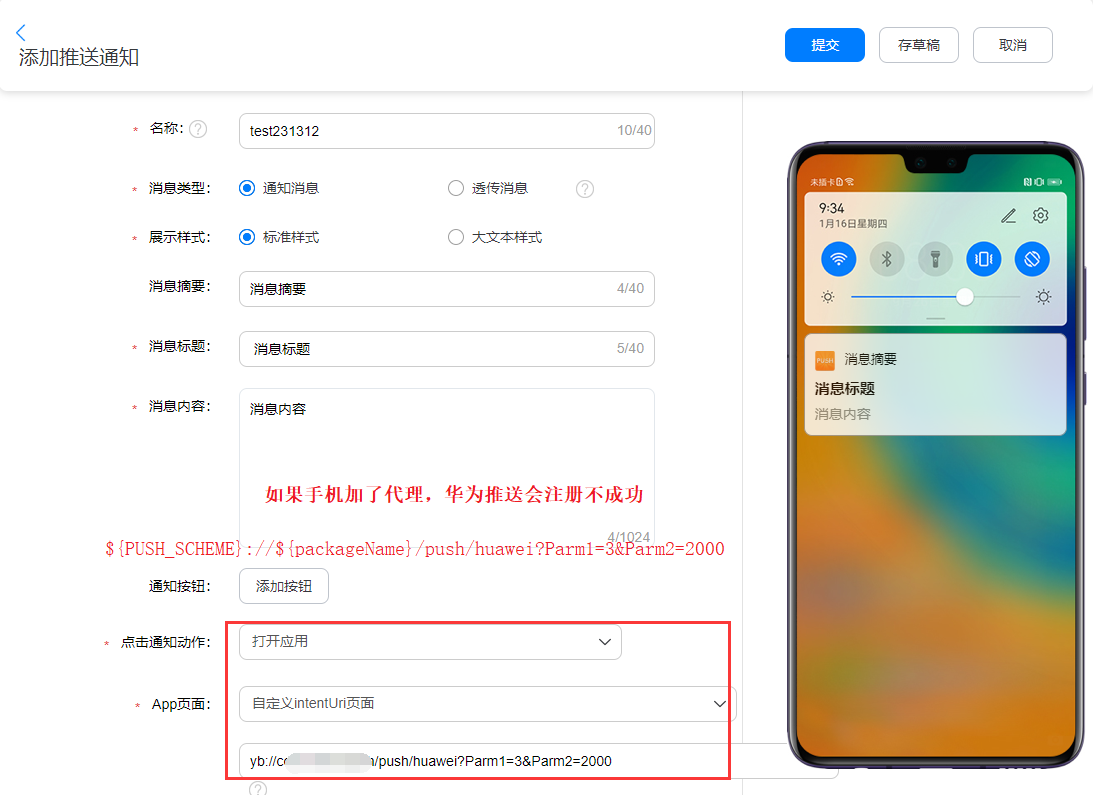 添加推送通知
提交
存草稿
取消
* 名称: ?
test231312
10/40
* 消息类型:
通知消息
透传消息
?
* 展示样式:
标准样式
大文本样式
消息摘要:
消息摘要
4/40
* 消息标题:
消息标题
5/40
* 消息内容:
消息内容
如果手机加了代理，华为推送会注册不成功
4/1024
${PUSH_SCHEME}://${packageName}/push/huawei?Parm1=3&Parm2=2000
通知按钮:
添加按钮
* 点击通知动作:
打开应用
* App页面:
自定义intentUri页面
yb://co
/push/huawei?Parm1=3&Parm2=2000
?
未插卡
9:34
1月16日星期四
PUSH
消息摘要
消息标题
消息内容